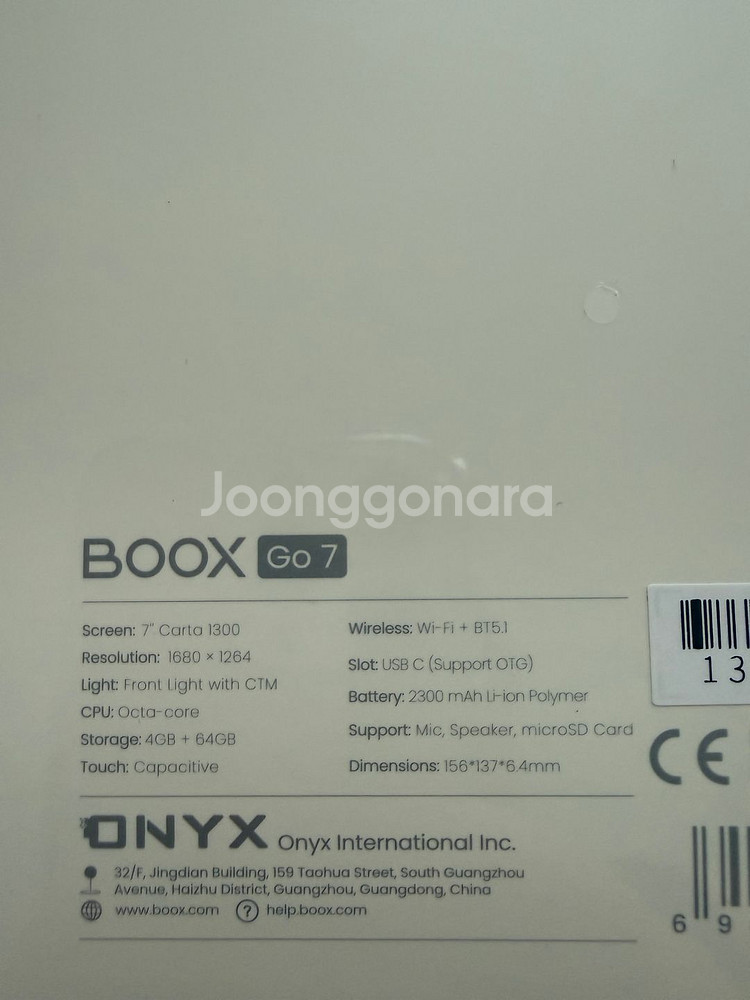 Joonggonara
BOOX Go 7
Screen: 7" Carta 1300
Resolution: 1680 × 1264
Light: Front Light with CTM
CPU: Octa-core
Storage: 4GB + 64GB
Touch: Capacitive
Wireless: Wi-Fi + BT5.1
Slot: USB C (Support OTG)
Battery: 2300 mAh Li-ion Polymer
Support: Mic, Speaker, microSD Card
Dimensions: 156*137*6.4mm
13
CE
ONYX Onyx International Inc.
32/F, Jingdian Building, 159 Taohua Street, South Guangzhou
Avenue, Haizhu District, Guangzhou, Guangdong, China
www.boox.com ? help.boox.com
6 9